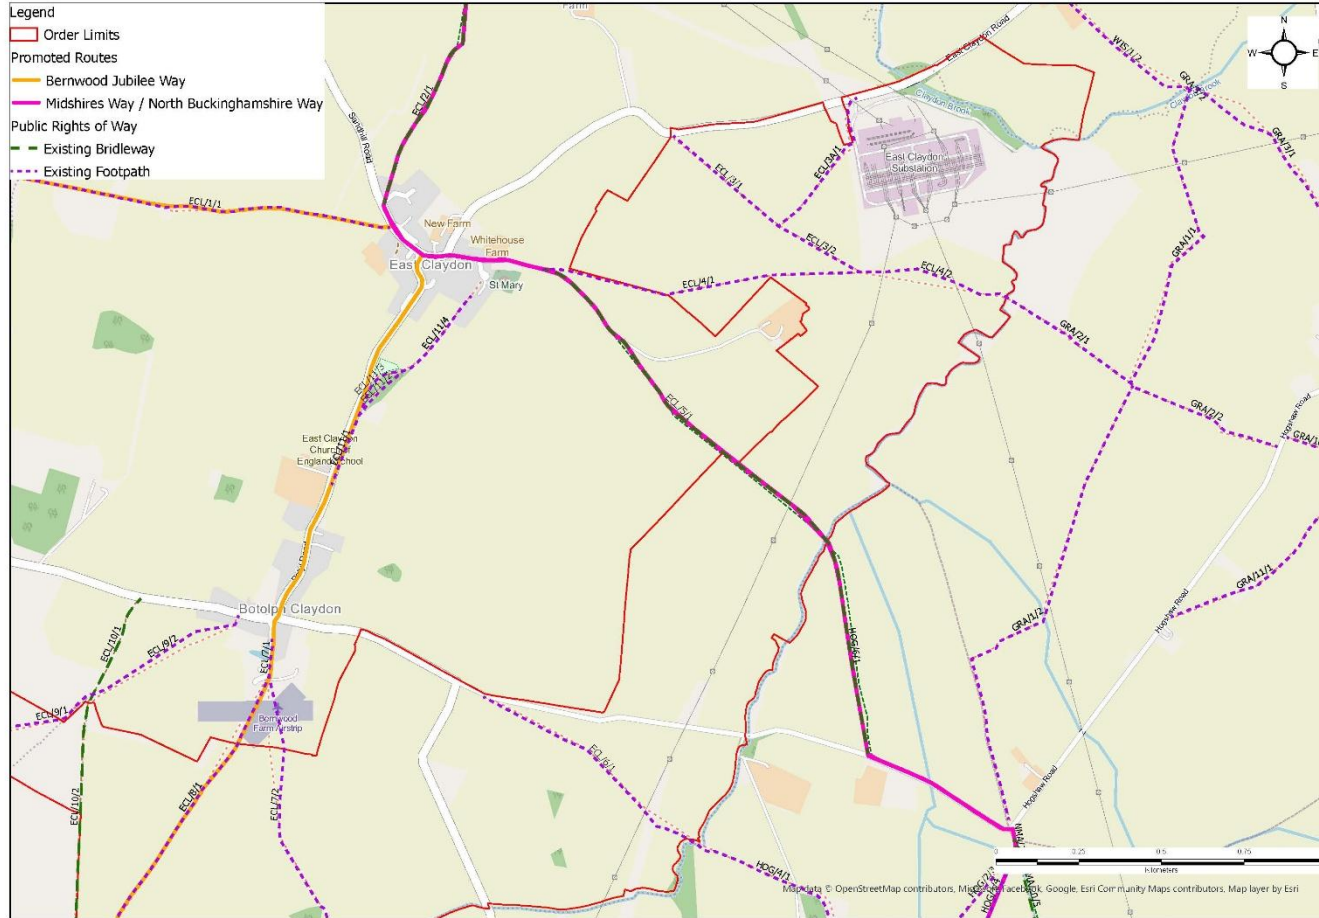 Legend
Order Limits
Promoted Routes
Bernwood Jubilee Way
Midshires Way / North Buckinghamshire Way
Public Rights of Way
Existing Bridleway
Existing Footpath
Farm
East Claydon Road
WIS/1/2
N
W
E
S
ECL/2/1
Sandhill Road
Claydon Brook
GRA/3/1
ECL/3A/1
East Claydon
Substation
ECL/3/1
ECL/1/1
New Farm
Whitehouse
Farm
East Claydon
St Mary
ECL/3/2
GRA/1/1
ECL/4/1
ECL/4/2
ECL/11/4
GRA/2/1
ECL/5/1
GRA/2/2
Hogshaw Road
East Claydon
Church of
England School
GRA/11/1
Botolph Claydon
ECL/10/1
ECL/9/2
ECL/7/1
HOG/6/1
GRA/1/2
Hogshaw Road
ECL/9/1
Bernwood
Farm Airstrip
ECL/6/1
Hogshaw Road
ECL/10/2
ECL/8/1
ECL/7/2
HOG/4/1
0 0.25 0.5 0.75
Kilometers
Map data © OpenStreetMap contributors, Microsoft, Facebook, Google, Esri Community Maps contributors, Map layer by Esri